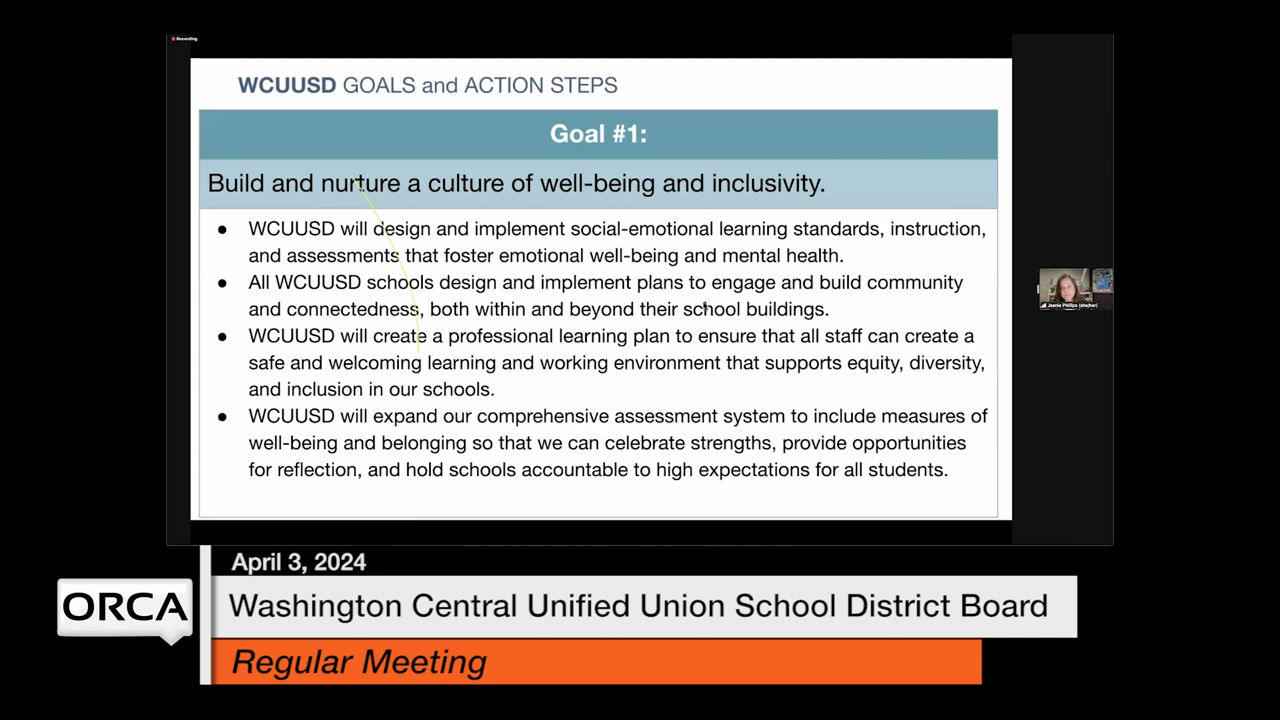 Recording
WCUUSD GOALS and ACTION STEPS
Goal #1:
Build and nurture a culture of well-being and inclusivity.
● WCUUSD will design and implement social-emotional learning standards, instruction,
and assessments that foster emotional well-being and mental health.
● All WCUUSD schools design and implement plans to engage and build community
and connectedness, both within and beyond their school buildings.
● WCUUSD will create a professional learning plan to ensure that all staff can create a
safe and welcoming learning and working environment that supports equity, diversity,
and inclusion in our schools.
● WCUUSD will expand our comprehensive assessment system to include measures of
well-being and belonging so that we can celebrate strengths, provide opportunities
for reflection, and hold schools accountable to high expectations for all students.
Jeanie Phillips (she/her)
April 3, 2024
ORCA
Washington Central Unified Union School District Board
Regular Meeting